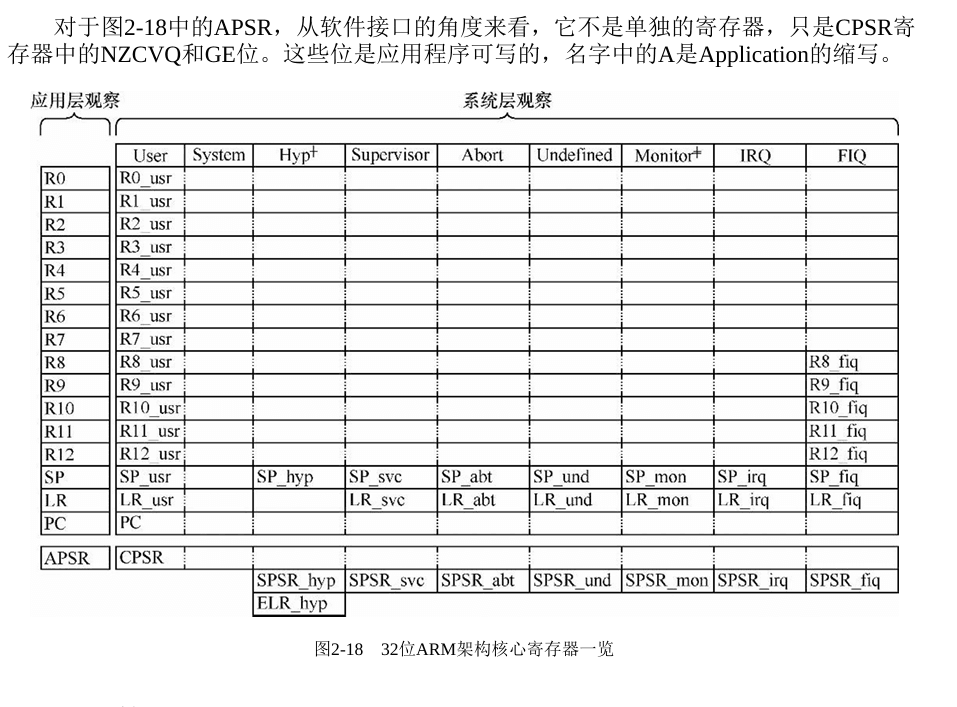 对于图2-18中的APSR，从软件接口的角度来看，它不是单独的寄存器，只是CPSR寄
存器中的NZCVQ和GE位。这些位是应用程序可写的，名字中的A是Application的缩写。
应用层观察 系统层观察
User System Hyp† Supervisor Abort Undefined Monitor‡ IRQ FIQ
R0 R0_usr
R1 R1_usr
R2 R2_usr
R3 R3_usr
R4 R4_usr
R5 R5_usr
R6 R6_usr
R7 R7_usr
R8 R8_usr R8_fiq
R9 R9_usr R9_fiq
R10 R10_usr R10_fiq
R11 R11_usr R11_fiq
R12 R12_usr R12_fiq
SP SP_usr SP_hyp SP_svc SP_abt SP_und SP_mon SP_irq SP_fiq
LR LR_usr LR_svc LR_abt LR_und LR_mon LR_irq LR_fiq
PC PC
APSR CPSR
SPSR_hyp SPSR_svc SPSR_abt SPSR_und SPSR_mon SPSR_irq SPSR_fiq
ELR_hyp
图2-18 32位ARM架构核心寄存器一览